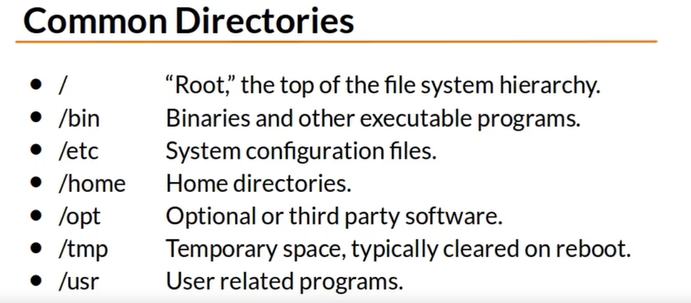 Common Directories
• / “Root,” the top of the file system hierarchy.
• /bin Binaries and other executable programs.
• /etc System configuration files.
• /home Home directories.
• /opt Optional or third party software.
• /tmp Temporary space, typically cleared on reboot.
• /usr User related programs.